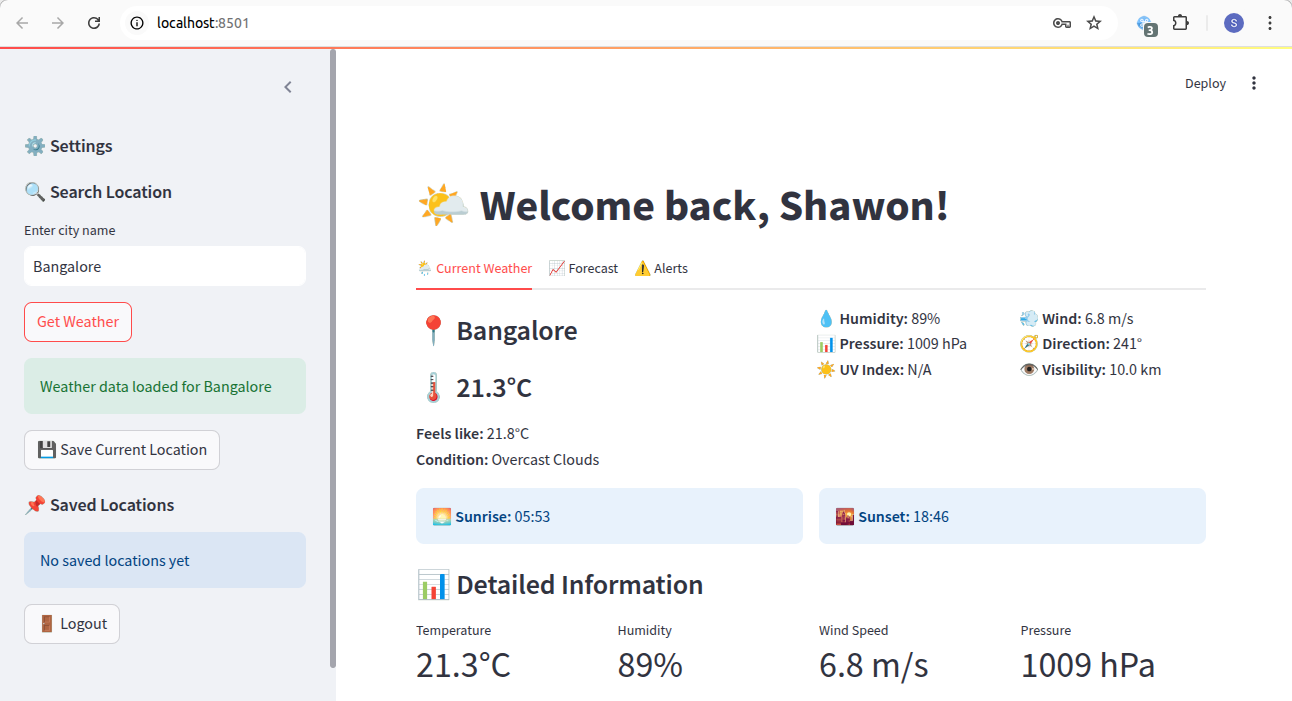 localhost:8501
3
S
Deploy
Settings
Search Location
Enter city name
Bangalore
Get Weather
Weather data loaded for Bangalore
Save Current Location
Saved Locations
No saved locations yet
Logout
Welcome back, Shawon!
Current Weather Forecast Alerts
Bangalore
21.3°C
Feels like: 21.8°C
Condition: Overcast Clouds
Humidity: 89%
Pressure: 1009 hPa
UV Index: N/A
Wind: 6.8 m/s
Direction: 241°
Visibility: 10.0 km
Sunrise: 05:53
Sunset: 18:46
Detailed Information
Temperature Humidity Wind Speed Pressure
21.3°C 89% 6.8 m/s 1009 hPa